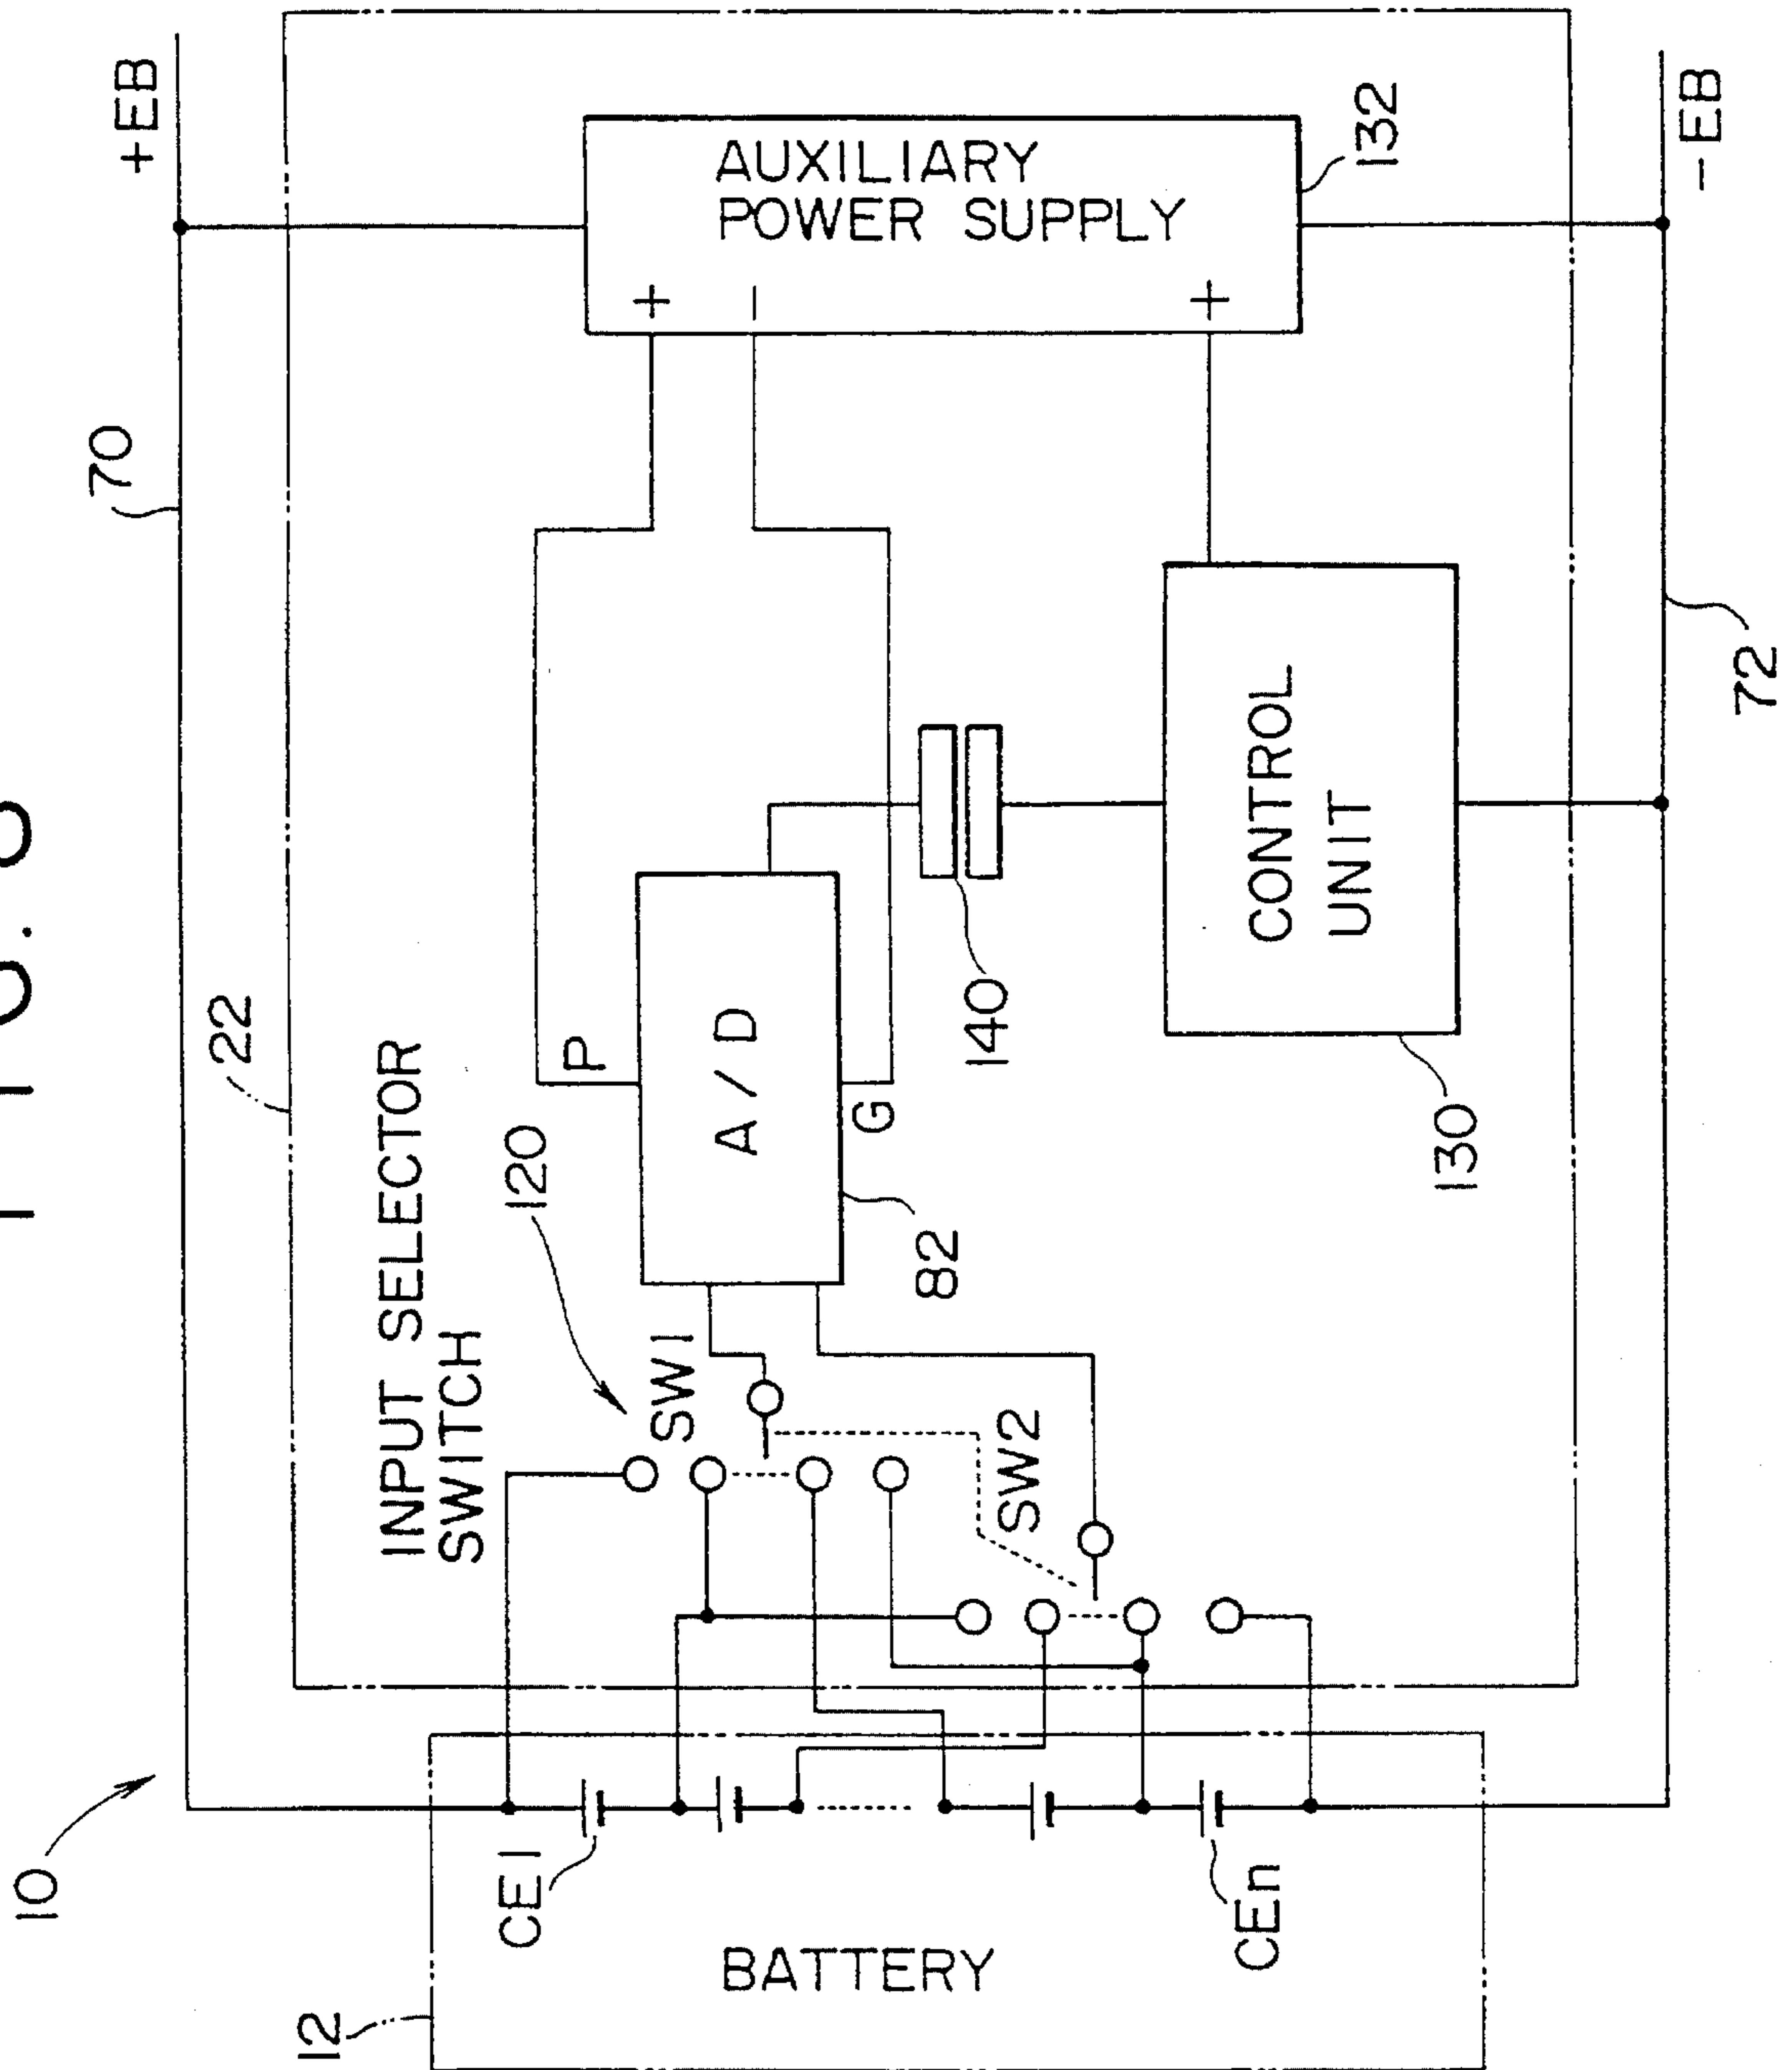 10
70
+EB
22
INPUT SELECTOR
SWITCH
120
SW1
P
A/D
G
82
SW2
AUXILIARY
POWER SUPPLY
+
−
+
132
140
CONTROL
UNIT
130
12
CE1
BATTERY
CEn
72
−EB